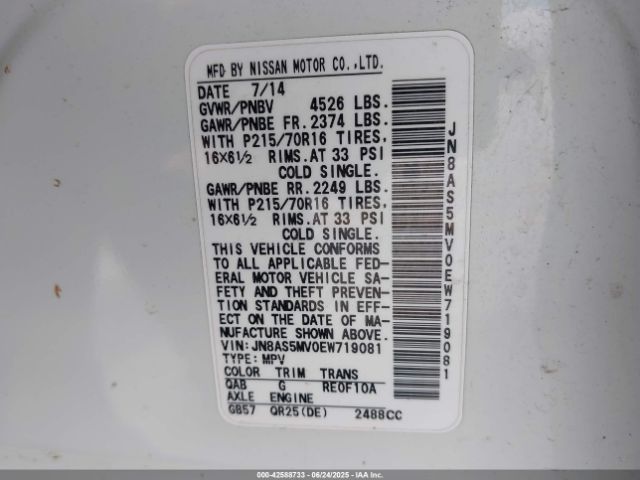 MFD BY NISSAN MOTOR CO.,LTD.
DATE 7/14
GVWR/PNBV 4526 LBS.
GAWR/PNBE FR. 2374 LBS.
WITH P215/70R16 TIRES,
16X6½ RIMS.AT 33 PSI
COLD SINGLE.
GAWR/PNBE RR. 2249 LBS.
WITH P215/70R16 TIRES,
16X6½ RIMS.AT 33 PSI
COLD SINGLE.
THIS VEHICLE CONFORMS
TO ALL APPLICABLE FED-
ERAL MOTOR VEHICLE SA-
FETY AND THEFT PREVEN-
TION STANDARDS IN EFF-
ECT ON THE DATE OF MA-
NUFACTURE SHOWN ABOVE.
VIN: JN8AS5MV0EW719081
TYPE: MPV
COLOR TRIM TRANS
QAB G RE0F10A
AXLE ENGINE
GB57 QR25(DE) 2488CC
JN8AS5MV0EW719081
000-42588733 - 06/24/2025 - COPYRIGHT IAA, LLC.